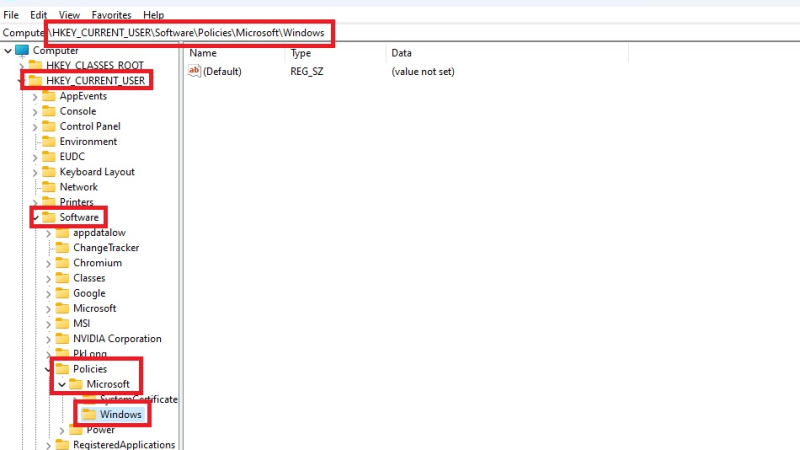 File Edit View Favorites Help
Computer\HKEY_CURRENT_USER\Software\Policies\Microsoft\Windows
Computer
HKEY_CLASSES_ROOT
HKEY_CURRENT_USER
AppEvents
Console
Control Panel
Environment
EUDC
Keyboard Layout
Network
Printers
Software
appdatalow
ChangeTracker
Chromium
Classes
Google
Microsoft
MSI
NVIDIA Corporation
PkLong
Policies
Microsoft
SystemCertificate
Windows
Power
RegisteredApplications
Name Type Data
ab (Default) REG_SZ (value not set)